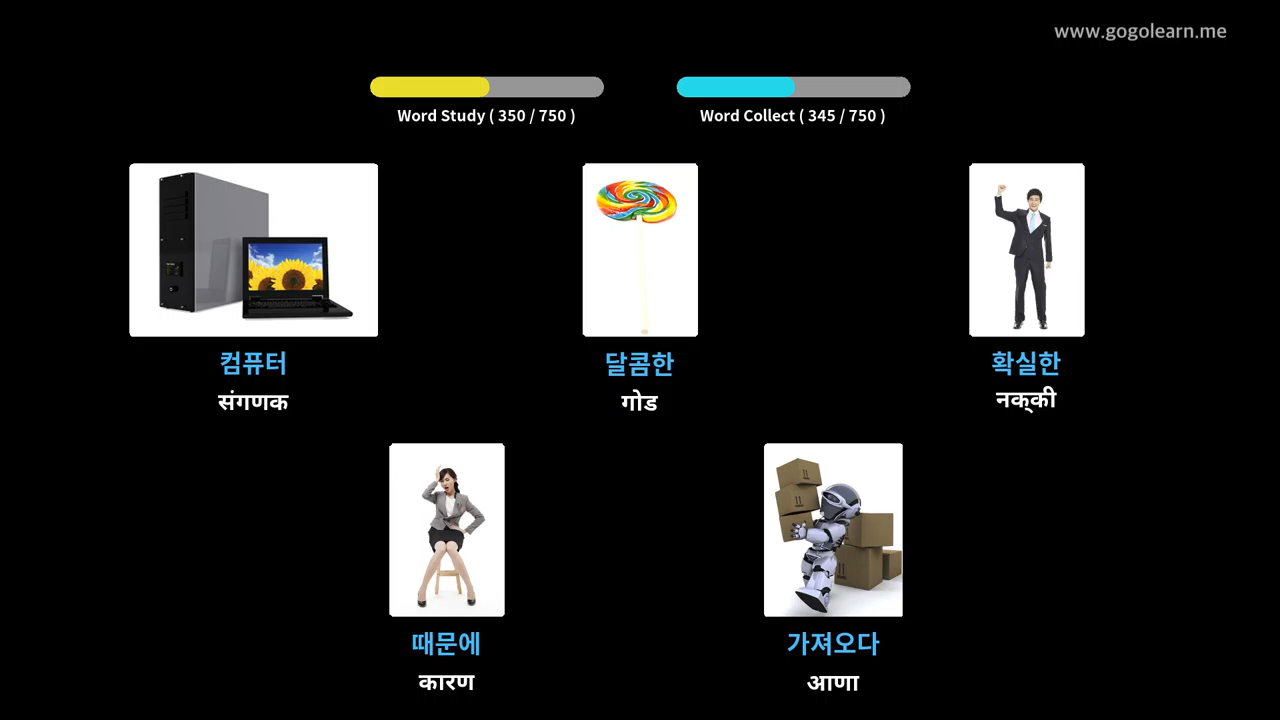 www.gogolearn.me
Word Study ( 350 / 750 )
Word Collect ( 345 / 750 )
컴퓨터
संगणक
달콤한
गोड
확실한
नक्‌की
때문에
कारण
가져오다
आणा